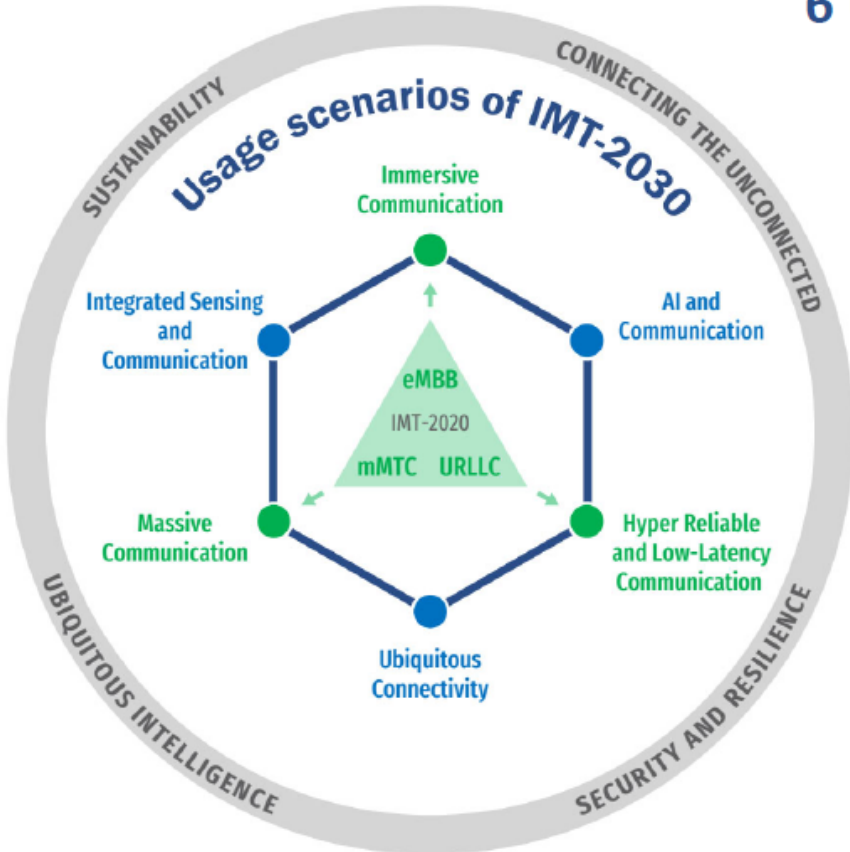 6
CONNECTING THE UNCONNECTED
SUSTAINABILITY
Usage scenarios of IMT-2030
Immersive
Communication
Integrated Sensing
and
Communication
AI and
Communication
eMBB
IMT-2020
mMTC URLLC
Massive
Communication
Hyper Reliable
and Low-Latency
Communication
Ubiquitous
Connectivity
UBIQUITOUS INTELLIGENCE
SECURITY AND RESILIENCE